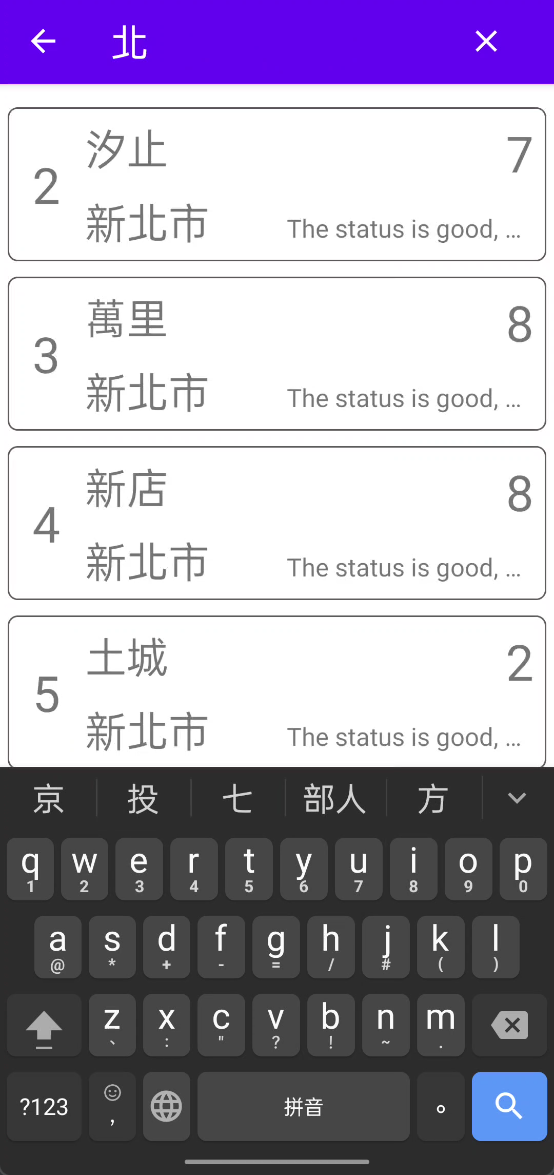 北
2
汐止
7
新北市
The status is good, ...
3
萬里
8
新北市
The status is good, ...
4
新店
8
新北市
The status is good, ...
5
土城
2
新北市
The status is good, ...
京 投 七 部人 方
q w e r t y u i o p
1 2 3 4 5 6 7 8 9 0
a s d f g h j k l
@ * + - = / # ( )
z x c v b n m
、 : " ? ! ~ .
?123 , 拼音 。